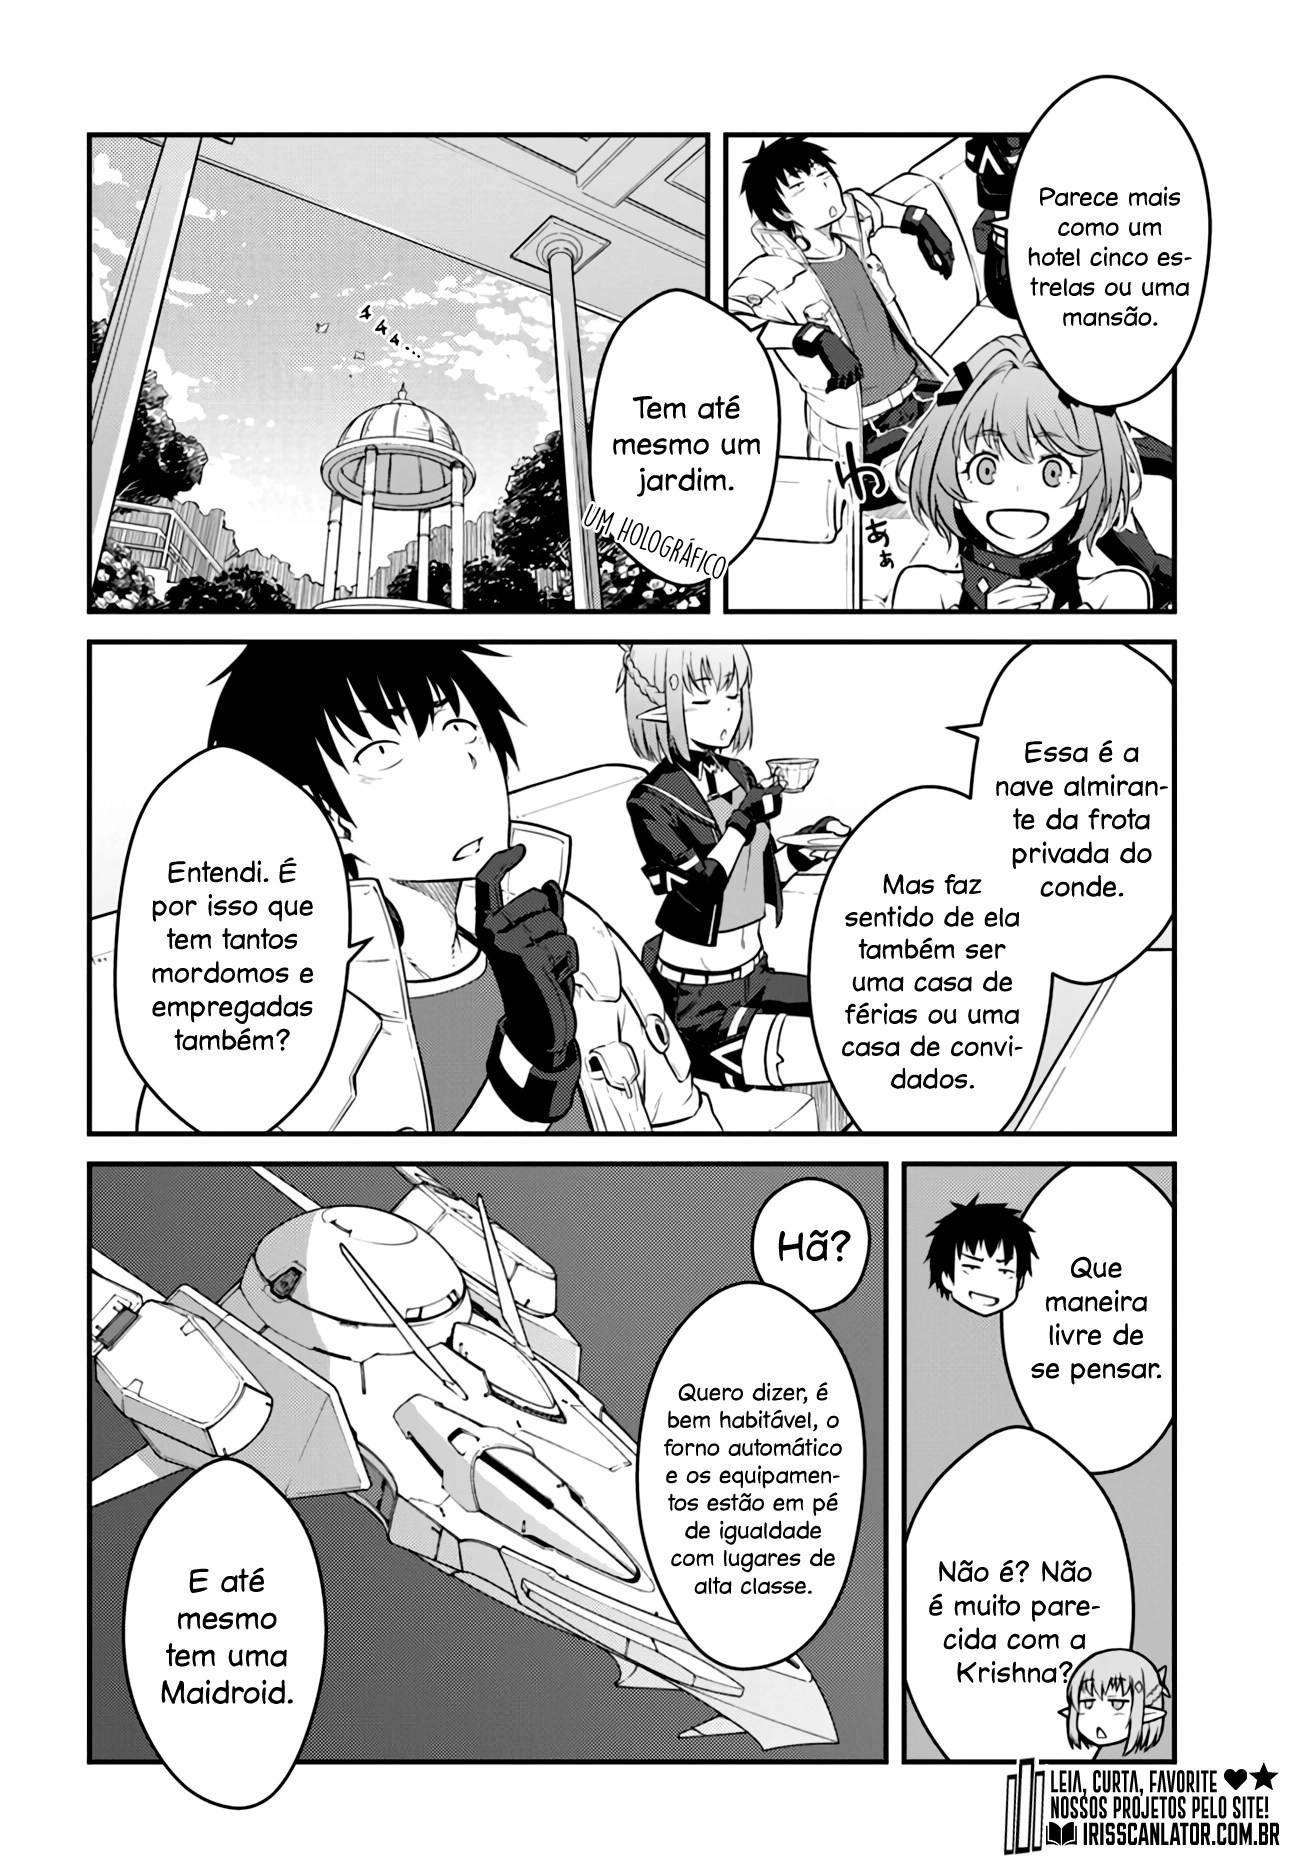 Parece mais
como um
hotel cinco es-
trelas ou uma
mansão.
わ
あぁ
Tem até
mesmo um
jardim.
UM HOLOGRÁFICO
Essa é a
nave almiran-
te da frota
privada do
conde.
Mas faz
sentido de ela
também ser
uma casa de
férias ou uma
casa de convi-
dados.
Entendi. É
por isso que
tem tantos
mordomos e
empregadas
também?
Que
maneira
livre de
se pensar.
Não é? Não
é muito pare-
cida com a
Krishna?
Hã?
Quero dizer, é
bem habitável, o
forno automático
e os equipamen-
tos estão em pé
de igualdade
com lugares de
alta classe.
E até
mesmo
tem uma
Maidroid.
LEIA, CURTA, FAVORITE
NOSSOS PROJETOS PELO SITE!
IRISSCANLATOR.COM.BR